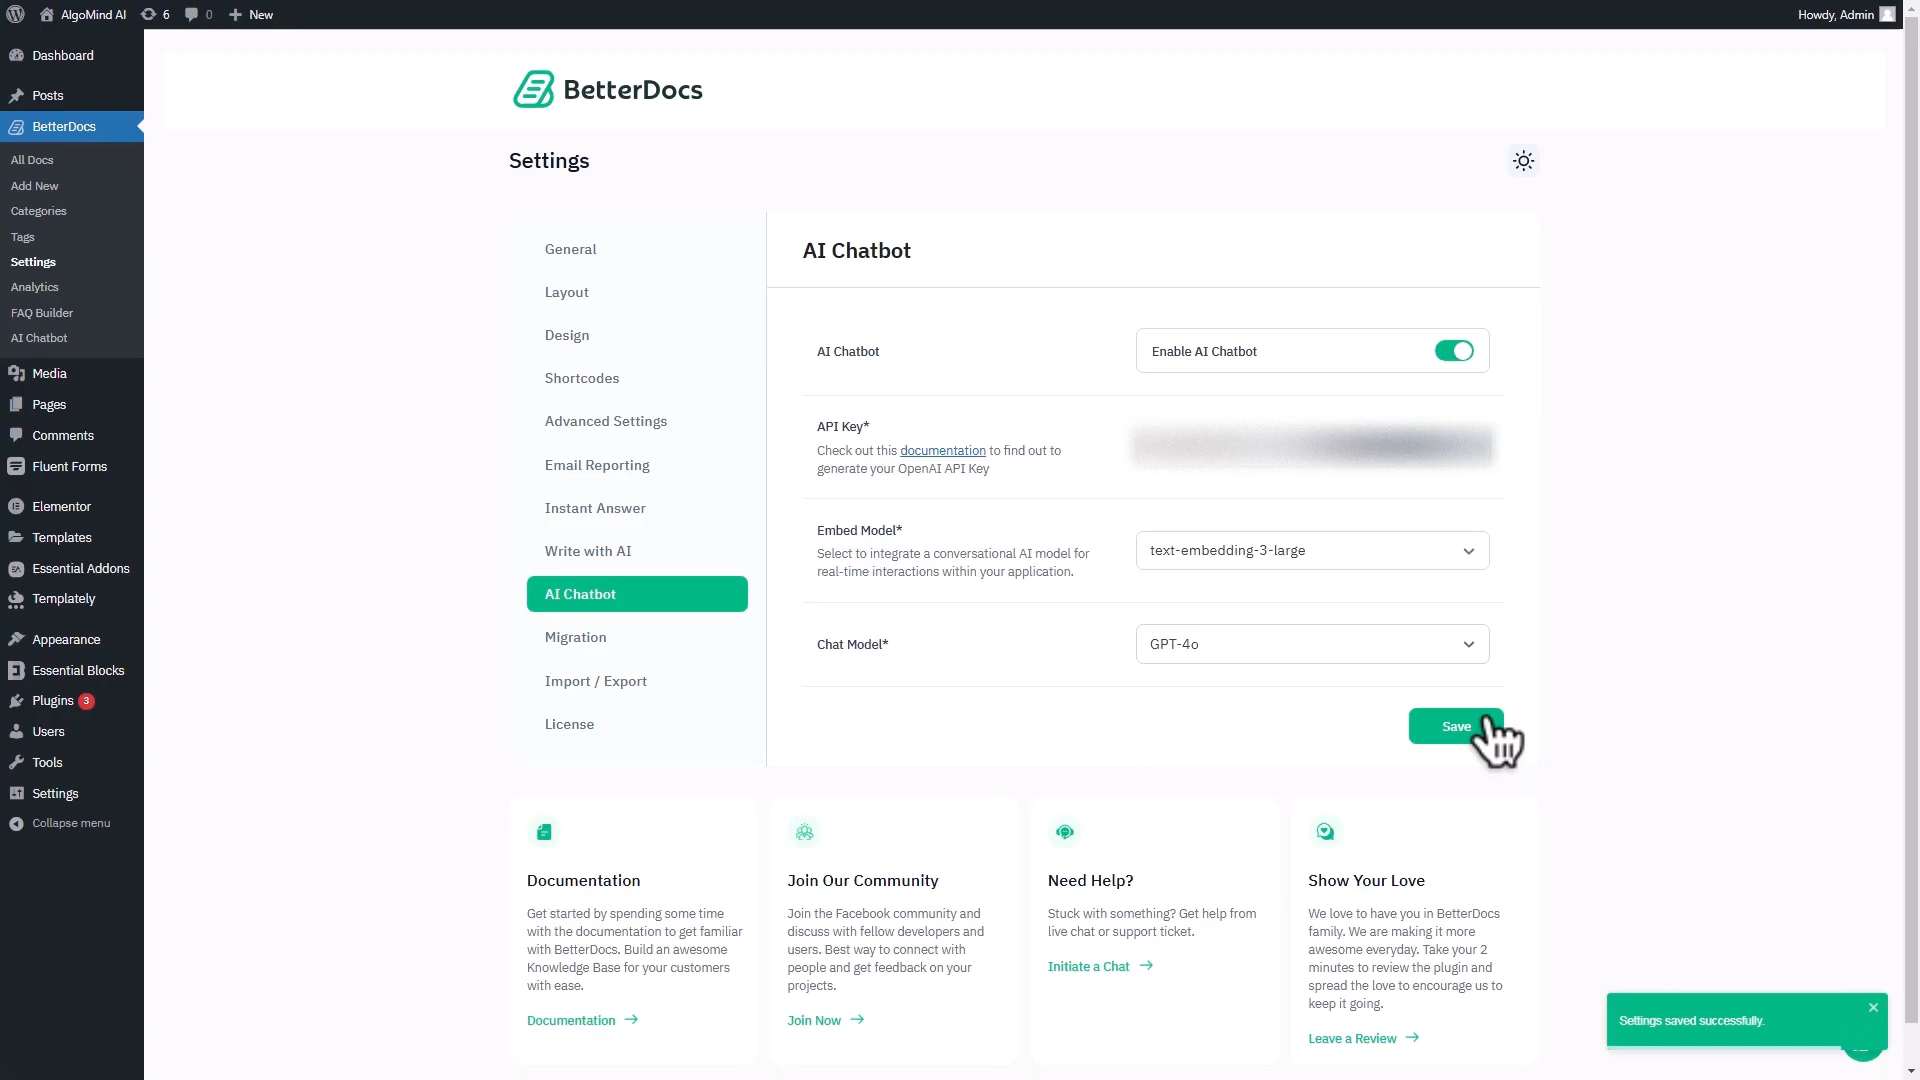 AlgoMind AI
6
0
New
Howdy, Admin
Dashboard
Posts
BetterDocs
All Docs
Add New
Categories
Tags
Settings
Analytics
FAQ Builder
AI Chatbot
Media
Pages
Comments
Fluent Forms
Elementor
Templates
Essential Addons
Templately
Appearance
Essential Blocks
Plugins 3
Users
Tools
Settings
Collapse menu
BetterDocs
Settings
General
Layout
Design
Shortcodes
Advanced Settings
Email Reporting
Instant Answer
Write with AI
AI Chatbot
Migration
Import / Export
License
AI Chatbot
AI Chatbot
Enable AI Chatbot
API Key*
Check out this documentation to find out to
generate your OpenAI API Key
Embed Model*
Select to integrate a conversational AI model for
real-time interactions within your application.
text-embedding-3-large
Chat Model*
GPT-4o
Save
Documentation
Get started by spending some time
with the documentation to get familiar
with BetterDocs. Build an awesome
Knowledge Base for your customers
with ease.
Documentation
Join Our Community
Join the Facebook community and
discuss with fellow developers and
users. Best way to connect with
people and get feedback on your
projects.
Join Now
Need Help?
Stuck with something? Get help from
live chat or support ticket.
Initiate a Chat
Show Your Love
We love to have you in BetterDocs
family. We are making it more
awesome everyday. Take your 2
minutes to review the plugin and
spread the love to encourage us to
keep it going.
Leave a Review
Settings saved successfully.